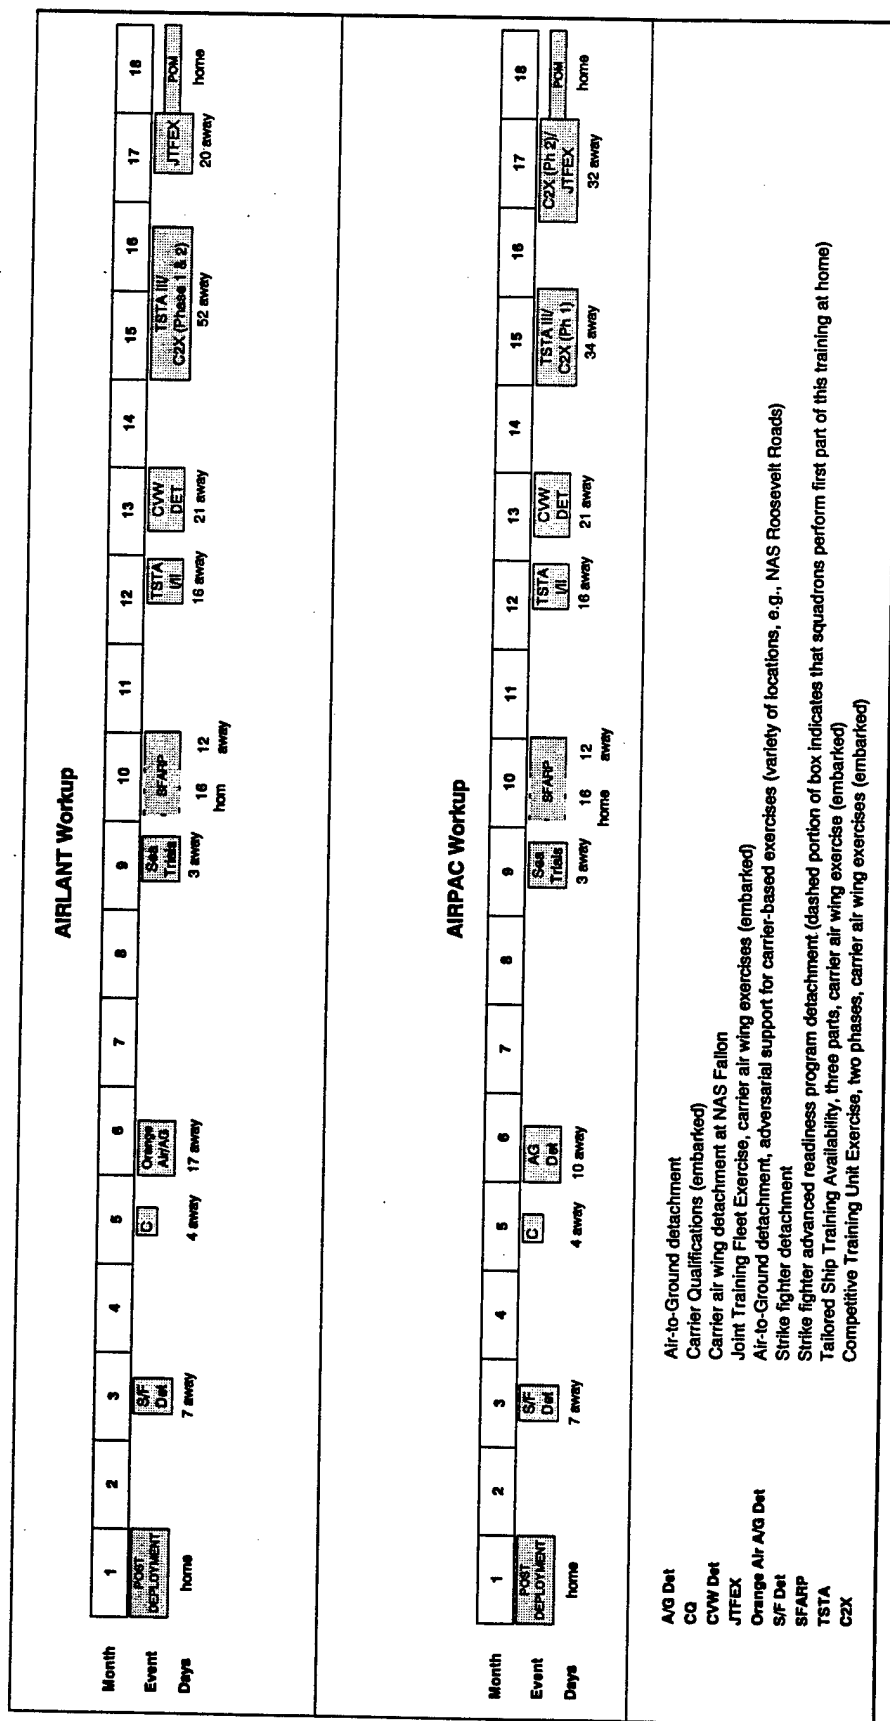 AIRLANT Workup
Month 1 2 3 4 5 6 7 8 9 10 11 12 13 14 15 16 17 18
Event POST DEPLOYMENT S/F Det C Orange Air/AG Sea Trials SFARP TSTA I/II CVW DET TSTA III/ C2X (Phase 1 & 2) JTFEX POM
Days home 7 away 4 away 17 away 3 away 16 hom 12 away 16 away 21 away 52 away 20 away home
AIRPAC Workup
Month 1 2 3 4 5 6 7 8 9 10 11 12 13 14 15 16 17 18
Event POST DEPLOYMENT S/F Det C AG Det Sea Trials SFARP TSTA I/II CVW DET TSTA III/ C2X (Ph 1) C2X (Ph 2)/ JTFEX POM
Days home 7 away 4 away 10 away 3 away 16 home 12 away 16 away 21 away 34 away 32 away home
A/G Det Air-to-Ground detachment
CQ Carrier Qualifications (embarked)
CVW Det Carrier air wing detachment at NAS Fallon
JTFEX Joint Training Fleet Exercise, carrier air wing exercises (embarked)
Orange Air A/G Det Air-to-Ground detachment, adversarial support for carrier-based exercises (variety of locations, e.g., NAS Roosevelt Roads)
S/F Det Strike fighter detachment
SFARP Strike fighter advanced readiness program detachment (dashed portion of box indicates that squadrons perform first part of this training at home)
TSTA Tailored Ship Training Availability, three parts, carrier air wing exercise (embarked)
C2X Competitive Training Unit Exercise, two phases, carrier air wing exercises (embarked)